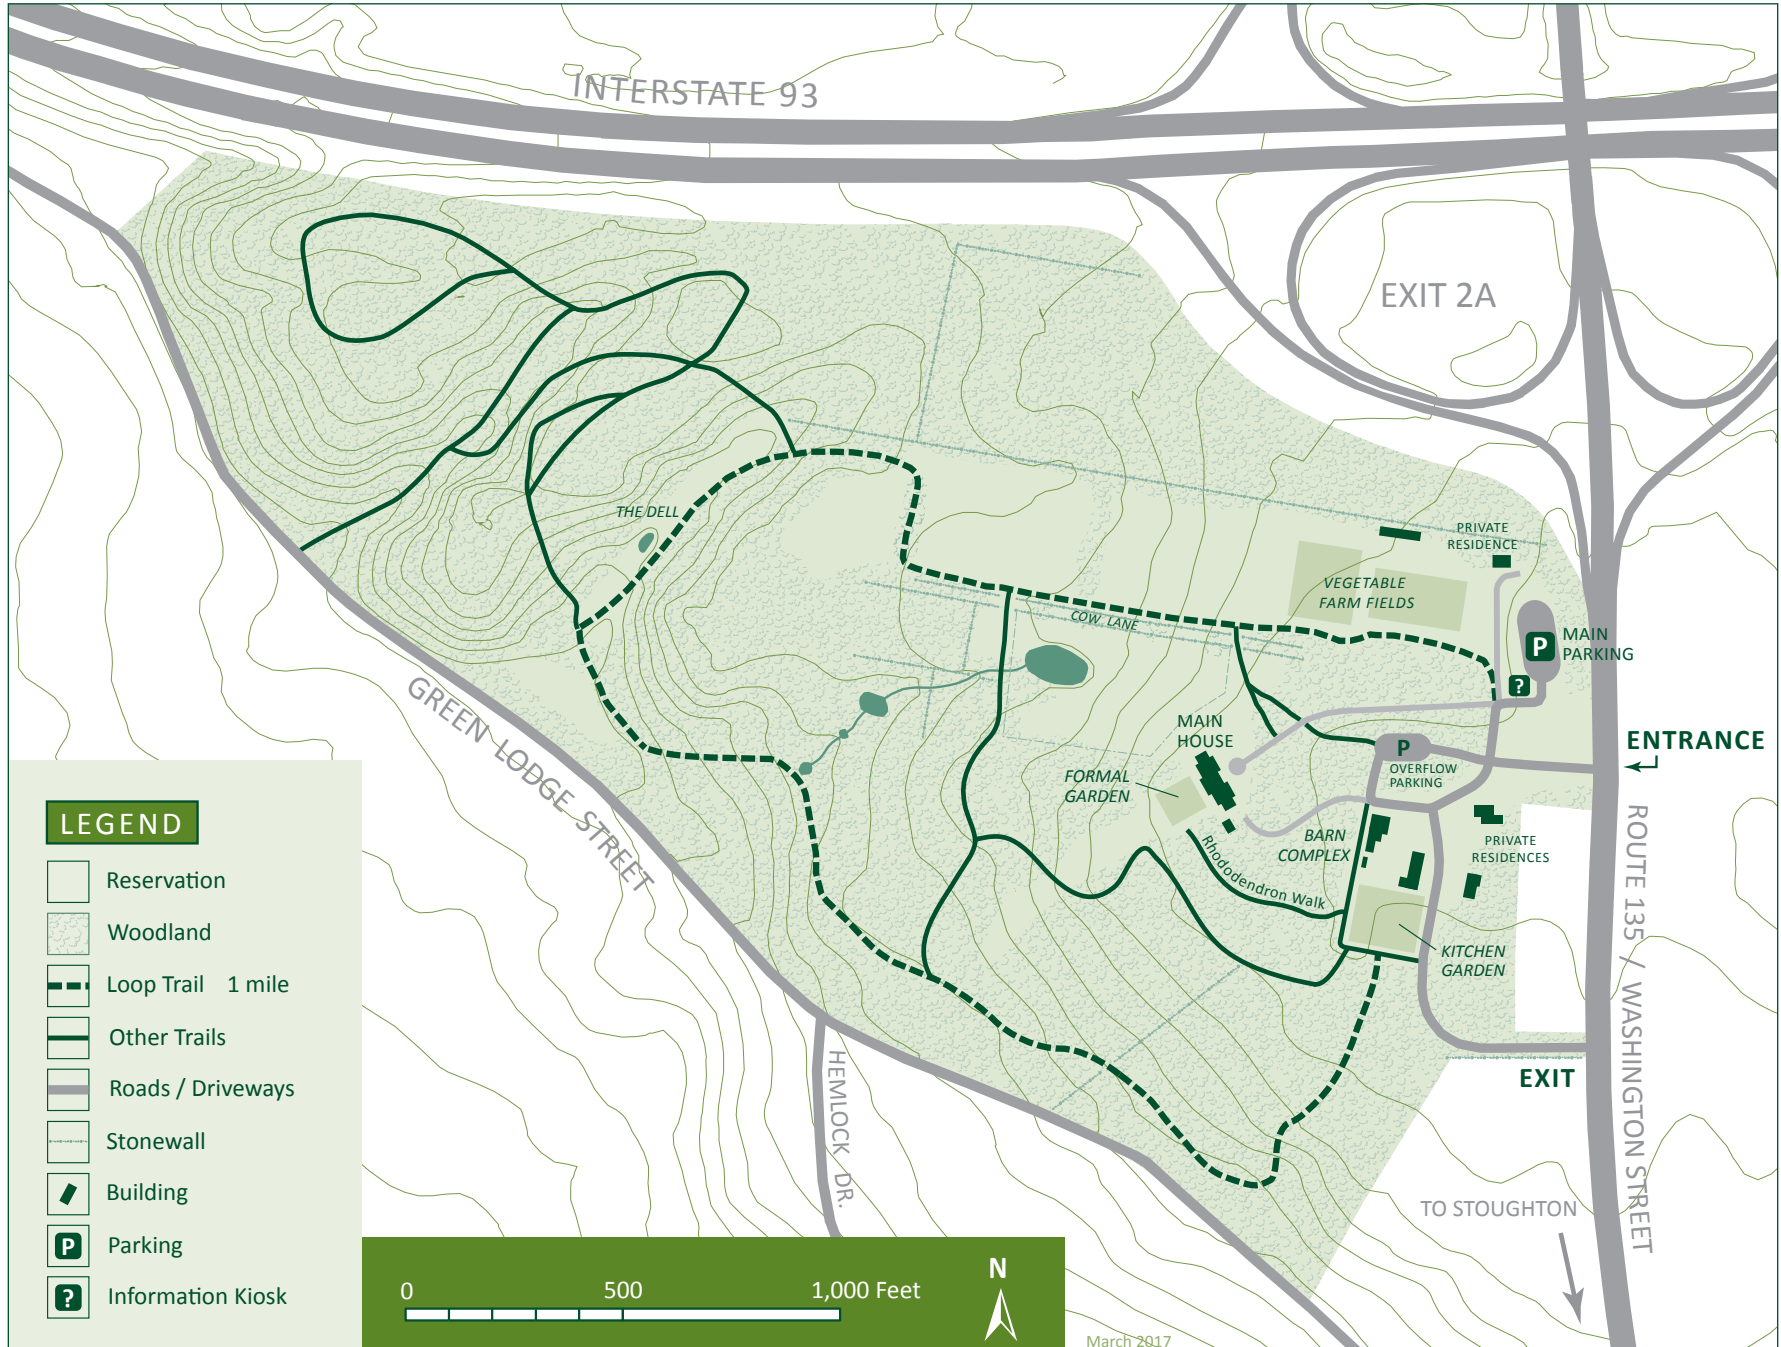 INTERSTATE 93
EXIT 2A
THE DELL
PRIVATE
RESIDENCE
VEGETABLE
FARM FIELDS
COW LANE
P
MAIN
PARKING
?
MAIN
HOUSE
FORMAL
GARDEN
P
OVERFLOW
PARKING
ENTRANCE
GREEN LODGE STREET
BARN
COMPLEX
PRIVATE
RESIDENCES
Rhododendron Walk
KITCHEN
GARDEN
ROUTE 135 / WASHINGTON STREET
EXIT
HEMLOCK DR.
TO STOUGHTON
LEGEND
Reservation
Woodland
Loop Trail 1 mile
Other Trails
Roads / Driveways
Stonewall
Building
P Parking
? Information Kiosk
0 500 1,000 Feet
N
March 2017